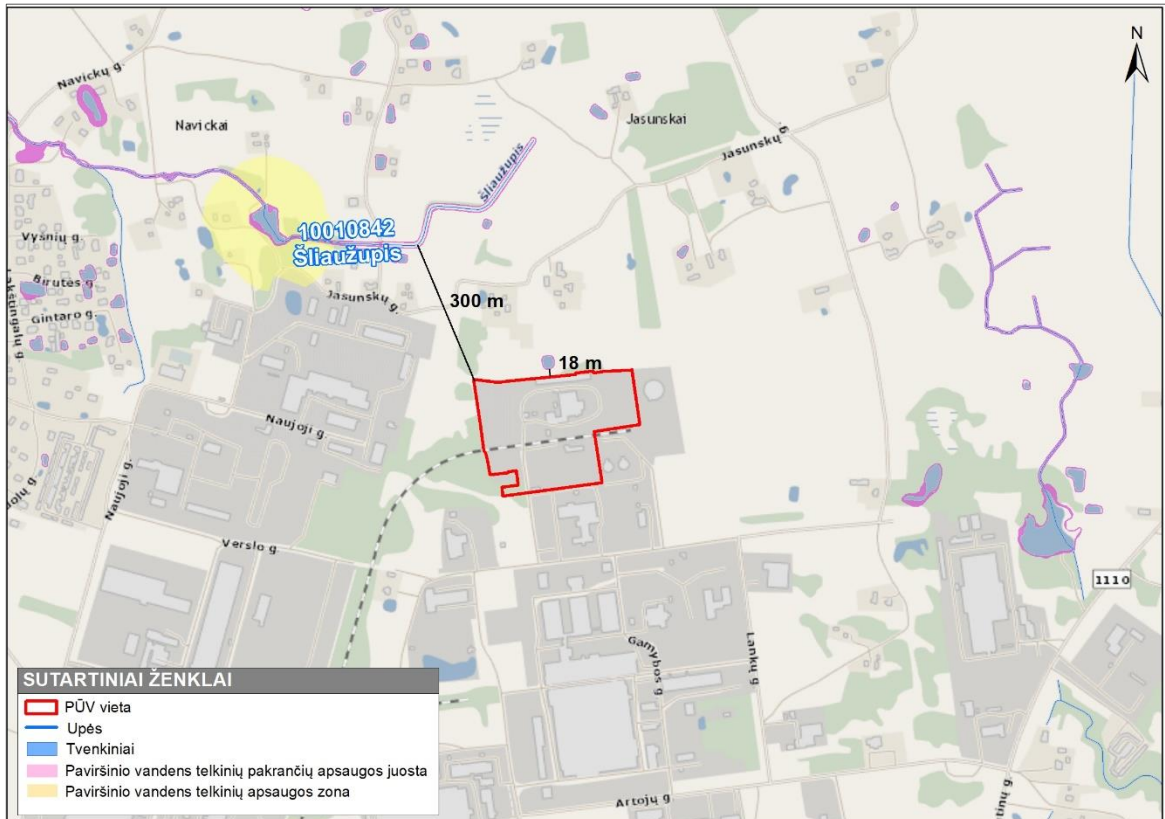 N
Navickų g.
Navickai
Jasunskai
Jasunskų g.
Šliaužupis
10010842
Šliaužupis
Vyšnių g.
Birutės g.
Gintaro g.
Lakštingalų g.
Jasunskų g.
300 m
18 m
Naujoji g.
Naujoji g.
Verslo g.
1110
Gamybos g.
Lankų g.
Artojų g.
SUTARTINIAI ŽENKLAI
PŪV vieta
Upės
Tvenkiniai
Paviršinio vandens telkinių pakrančių apsaugos juosta
Paviršinio vandens telkinių apsaugos zona